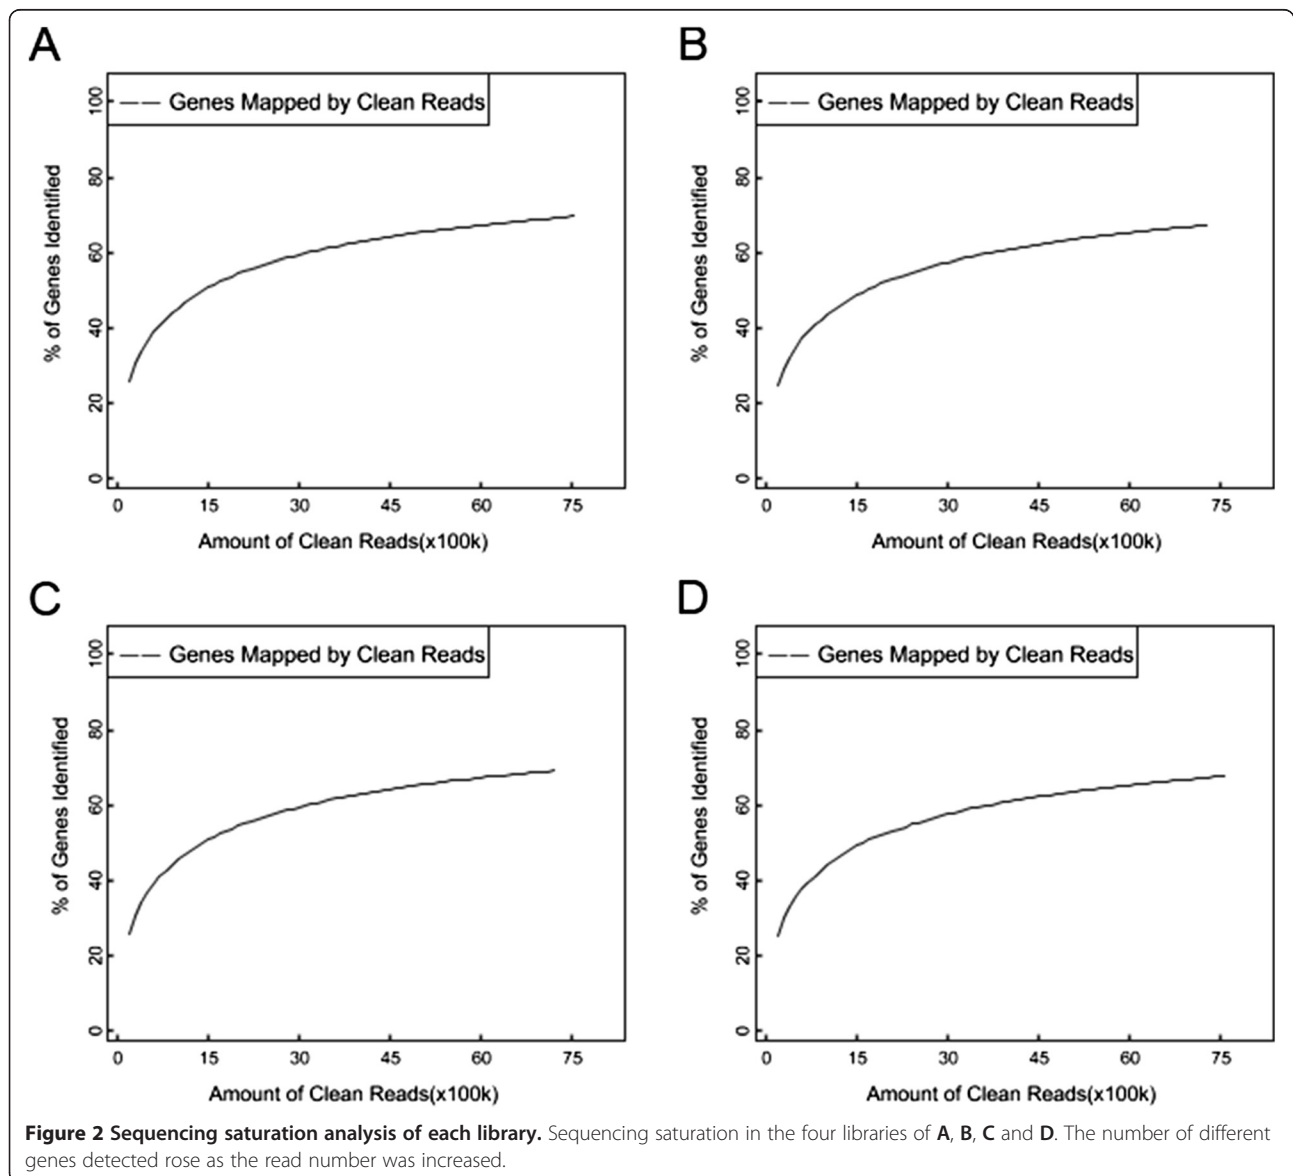 A
Genes Mapped by Clean Reads
% of Genes Identified
100
80
60
40
20
0
0 15 30 45 60 75
Amount of Clean Reads(x100k)
B
Genes Mapped by Clean Reads
% of Genes Identified
100
80
60
40
20
0
0 15 30 45 60 75
Amount of Clean Reads(x100k)
C
Genes Mapped by Clean Reads
% of Genes Identified
100
80
60
40
20
0
0 15 30 45 60 75
Amount of Clean Reads(x100k)
D
Genes Mapped by Clean Reads
% of Genes Identified
100
80
60
40
20
0
0 15 30 45 60 75
Amount of Clean Reads(x100k)
Figure 2 Sequencing saturation analysis of each library. Sequencing saturation in the four libraries of A, B, C and D. The number of different
genes detected rose as the read number was increased.